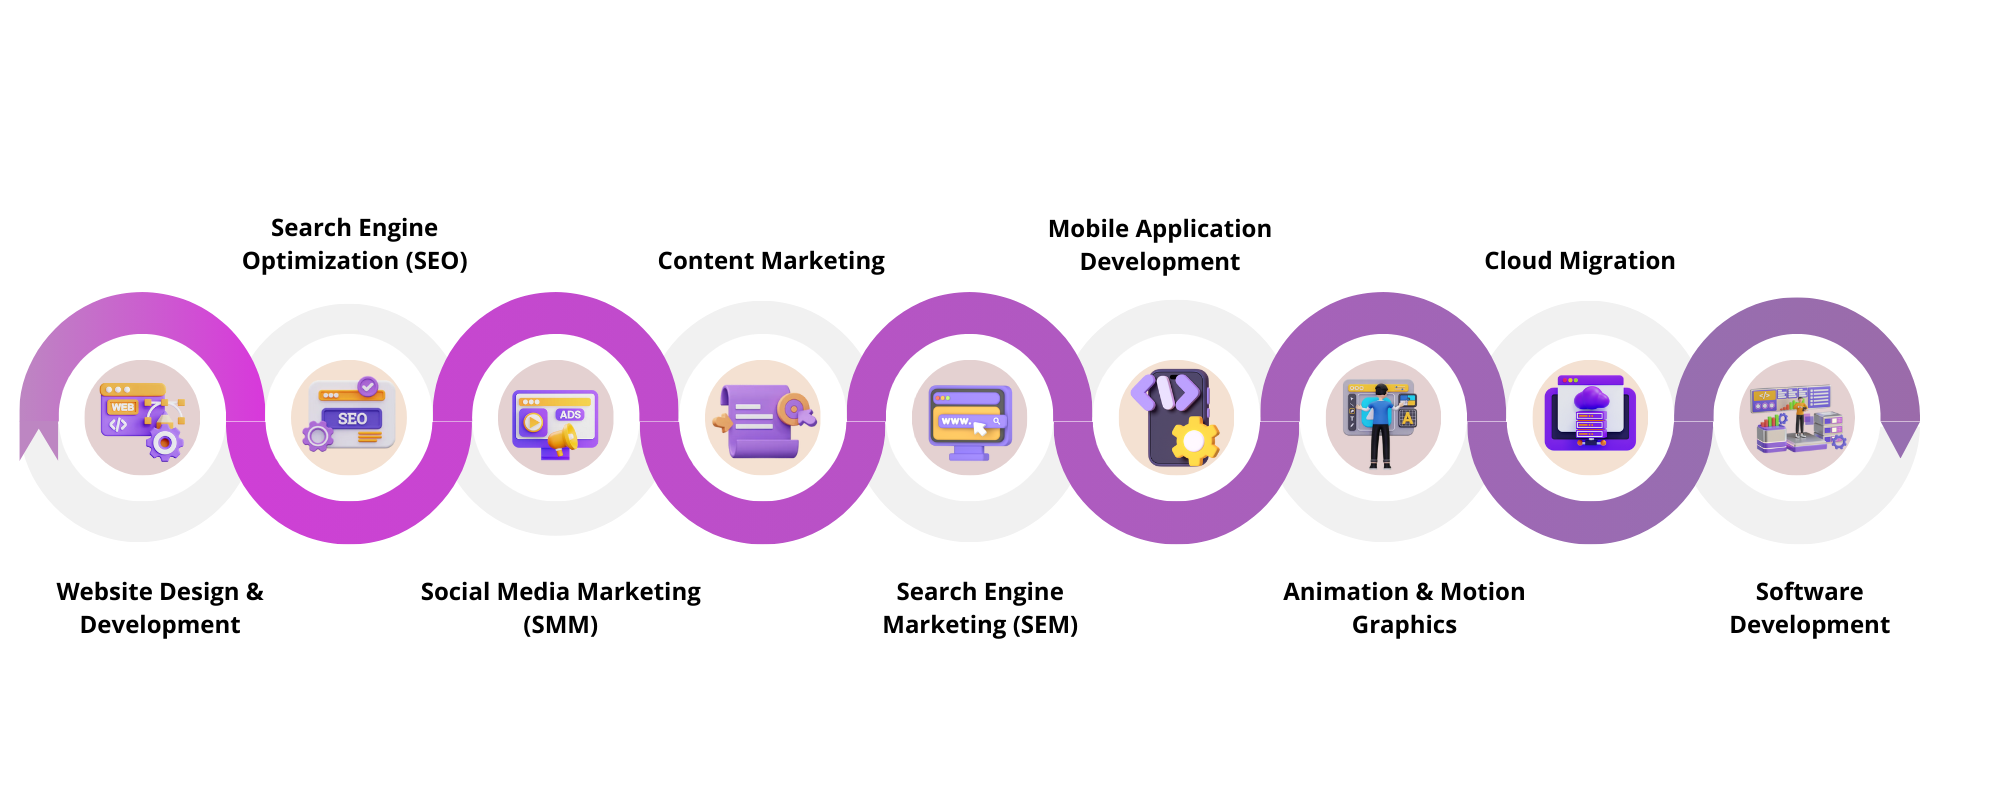 Search Engine
Optimization (SEO)
Content Marketing
Mobile Application
Development
Cloud Migration
WEB
</>
SEO
ADS
www.
A
</>
Website Design &
Development
Social Media Marketing
(SMM)
Search Engine
Marketing (SEM)
Animation & Motion
Graphics
Software
Development